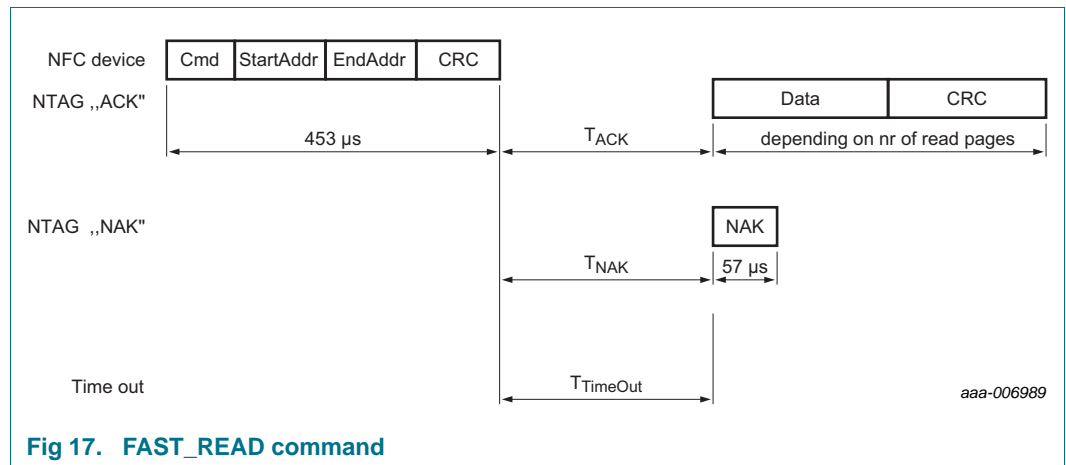 NFC device Cmd StartAddr EndAddr CRC
NTAG ,,ACK" Data CRC
453 µs TACK depending on nr of read pages
NTAG ,,NAK" NAK
TNAK 57 µs
Time out TTimeOut aaa-006989
Fig 17. FAST_READ command